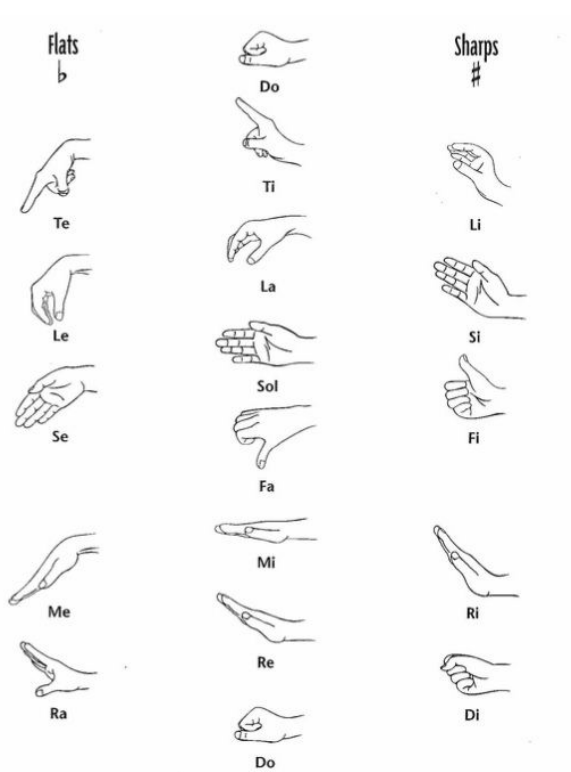 Flats
♭
Te
Le
Se
Me
Ra
Do
Ti
La
Sol
Fa
Mi
Re
Do
Sharps
♯
Li
Si
Fi
Ri
Di